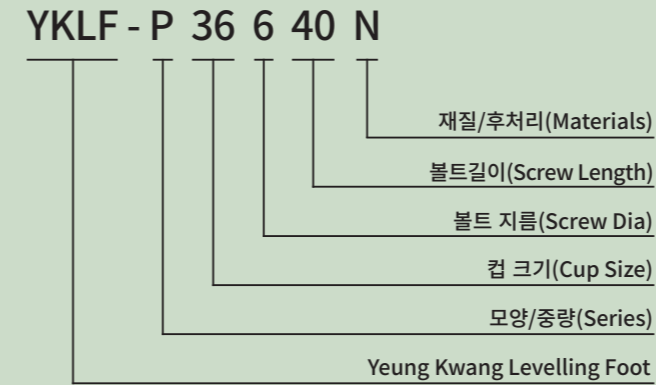 YKLF - P 36 6 40 N
재질/후처리(Materials)
볼트길이(Screw Length)
볼트 지름(Screw Dia)
컵 크기(Cup Size)
모양/중량(Series)
Yeung Kwang Levelling Foot